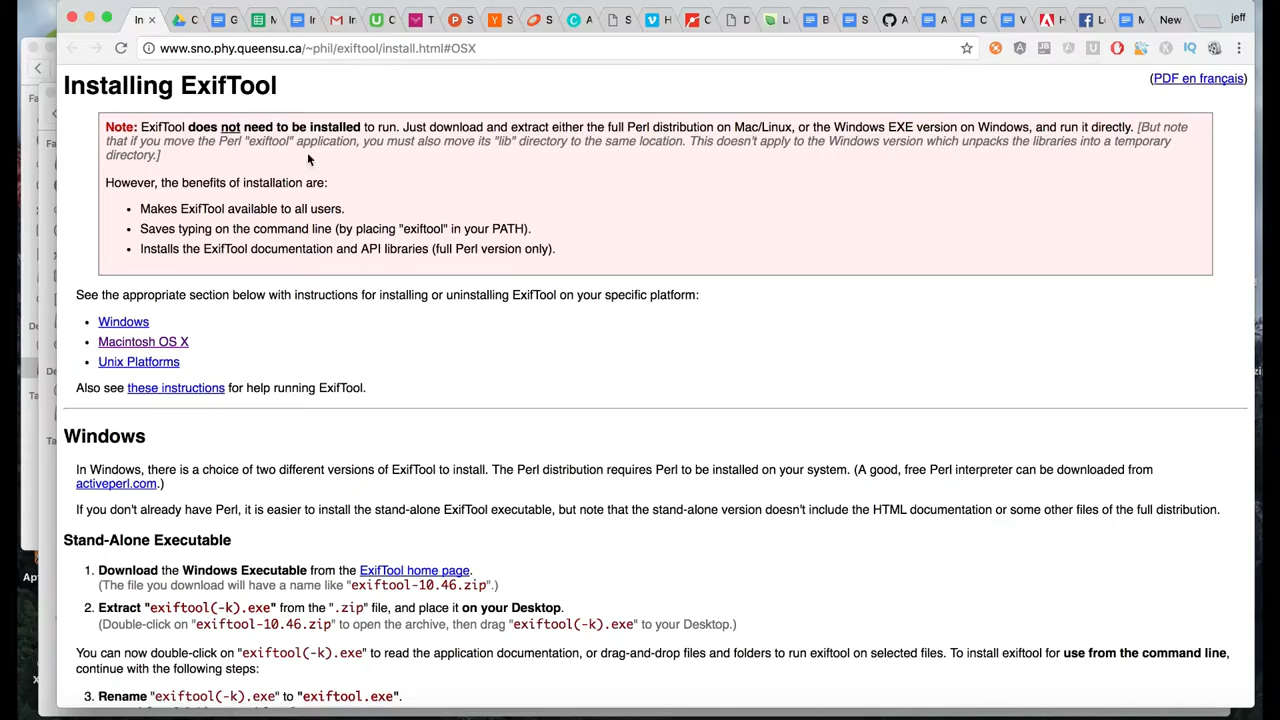 In
jeff
www.sno.phy.queensu.ca/~phil/exiftool/install.html#OSX
Installing ExifTool
(PDF en français)
Note: ExifTool does not need to be installed to run. Just download and extract either the full Perl distribution on Mac/Linux, or the Windows EXE version on Windows, and run it directly. [But note
that if you move the Perl "exiftool" application, you must also move its "lib" directory to the same location. This doesn't apply to the Windows version which unpacks the libraries into a temporary
directory.]
However, the benefits of installation are:
• Makes ExifTool available to all users.
• Saves typing on the command line (by placing "exiftool" in your PATH).
• Installs the ExifTool documentation and API libraries (full Perl version only).
See the appropriate section below with instructions for installing or uninstalling ExifTool on your specific platform:
• Windows
• Macintosh OS X
• Unix Platforms
Also see these instructions for help running ExifTool.
Windows
In Windows, there is a choice of two different versions of ExifTool to install. The Perl distribution requires Perl to be installed on your system. (A good, free Perl interpreter can be downloaded from
activeperl.com.)
If you don't already have Perl, it is easier to install the stand-alone ExifTool executable, but note that the stand-alone version doesn't include the HTML documentation or some other files of the full distribution.
Stand-Alone Executable
1. Download the Windows Executable from the ExifTool home page.
(The file you download will have a name like "exiftool-10.46.zip".)
2. Extract "exiftool(-k).exe" from the ".zip" file, and place it on your Desktop.
(Double-click on "exiftool-10.46.zip" to open the archive, then drag "exiftool(-k).exe" to your Desktop.)
You can now double-click on "exiftool(-k).exe" to read the application documentation, or drag-and-drop files and folders to run exiftool on selected files. To install exiftool for use from the command line,
continue with the following steps:
3. Rename "exiftool(-k).exe" to "exiftool.exe".